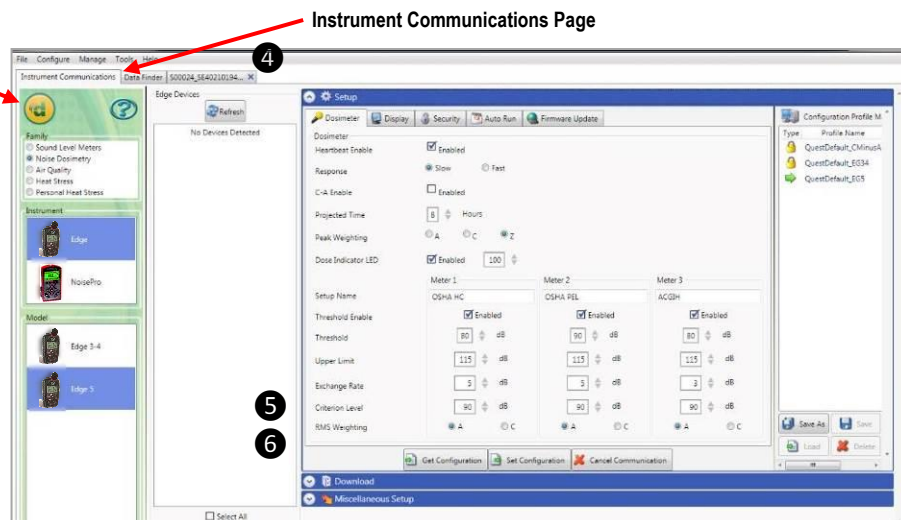 Instrument Communications Page
4
File Configure Manage Tools Help
Instrument Communications Data Finder S00024_SE40210194... X
Edge Devices
Refresh
No Devices Detected
Family
Sound Level Meters
Noise Dosimetry
Air Quality
Heat Stress
Personal Heat Stress
Instrument
Edge
NoisePro
Model
Edge 3-4
Edge 5
Setup
Dosimeter Display Security Auto Run Firmware Update
Dosimeter
Heartbeat Enable Enabled
Response Slow Fast
C-A Enable Enabled
Projected Time 8 Hours
Peak Weighting A C Z
Dose Indicator LED Enabled 100
Meter 1 Meter 2 Meter 3
Setup Name OSHA HC OSHA PEL ACGIH
Threshold Enable Enabled Enabled Enabled
Threshold 80 dB 90 dB 80 dB
Upper Limit 115 dB 115 dB 115 dB
Exchange Rate 5 dB 5 dB 3 dB
5
Criterion Level 90 dB 90 dB 90 dB
6
RMS Weighting A C A C A C
Get Configuration Set Configuration Cancel Communication
Download
Miscellaneous Setup
Select All
Configuration Profile M
Type Profile Name
QuestDefault_CMinusA
QuestDefault_EG34
QuestDefault_EG5
Save As Save
Load Delete